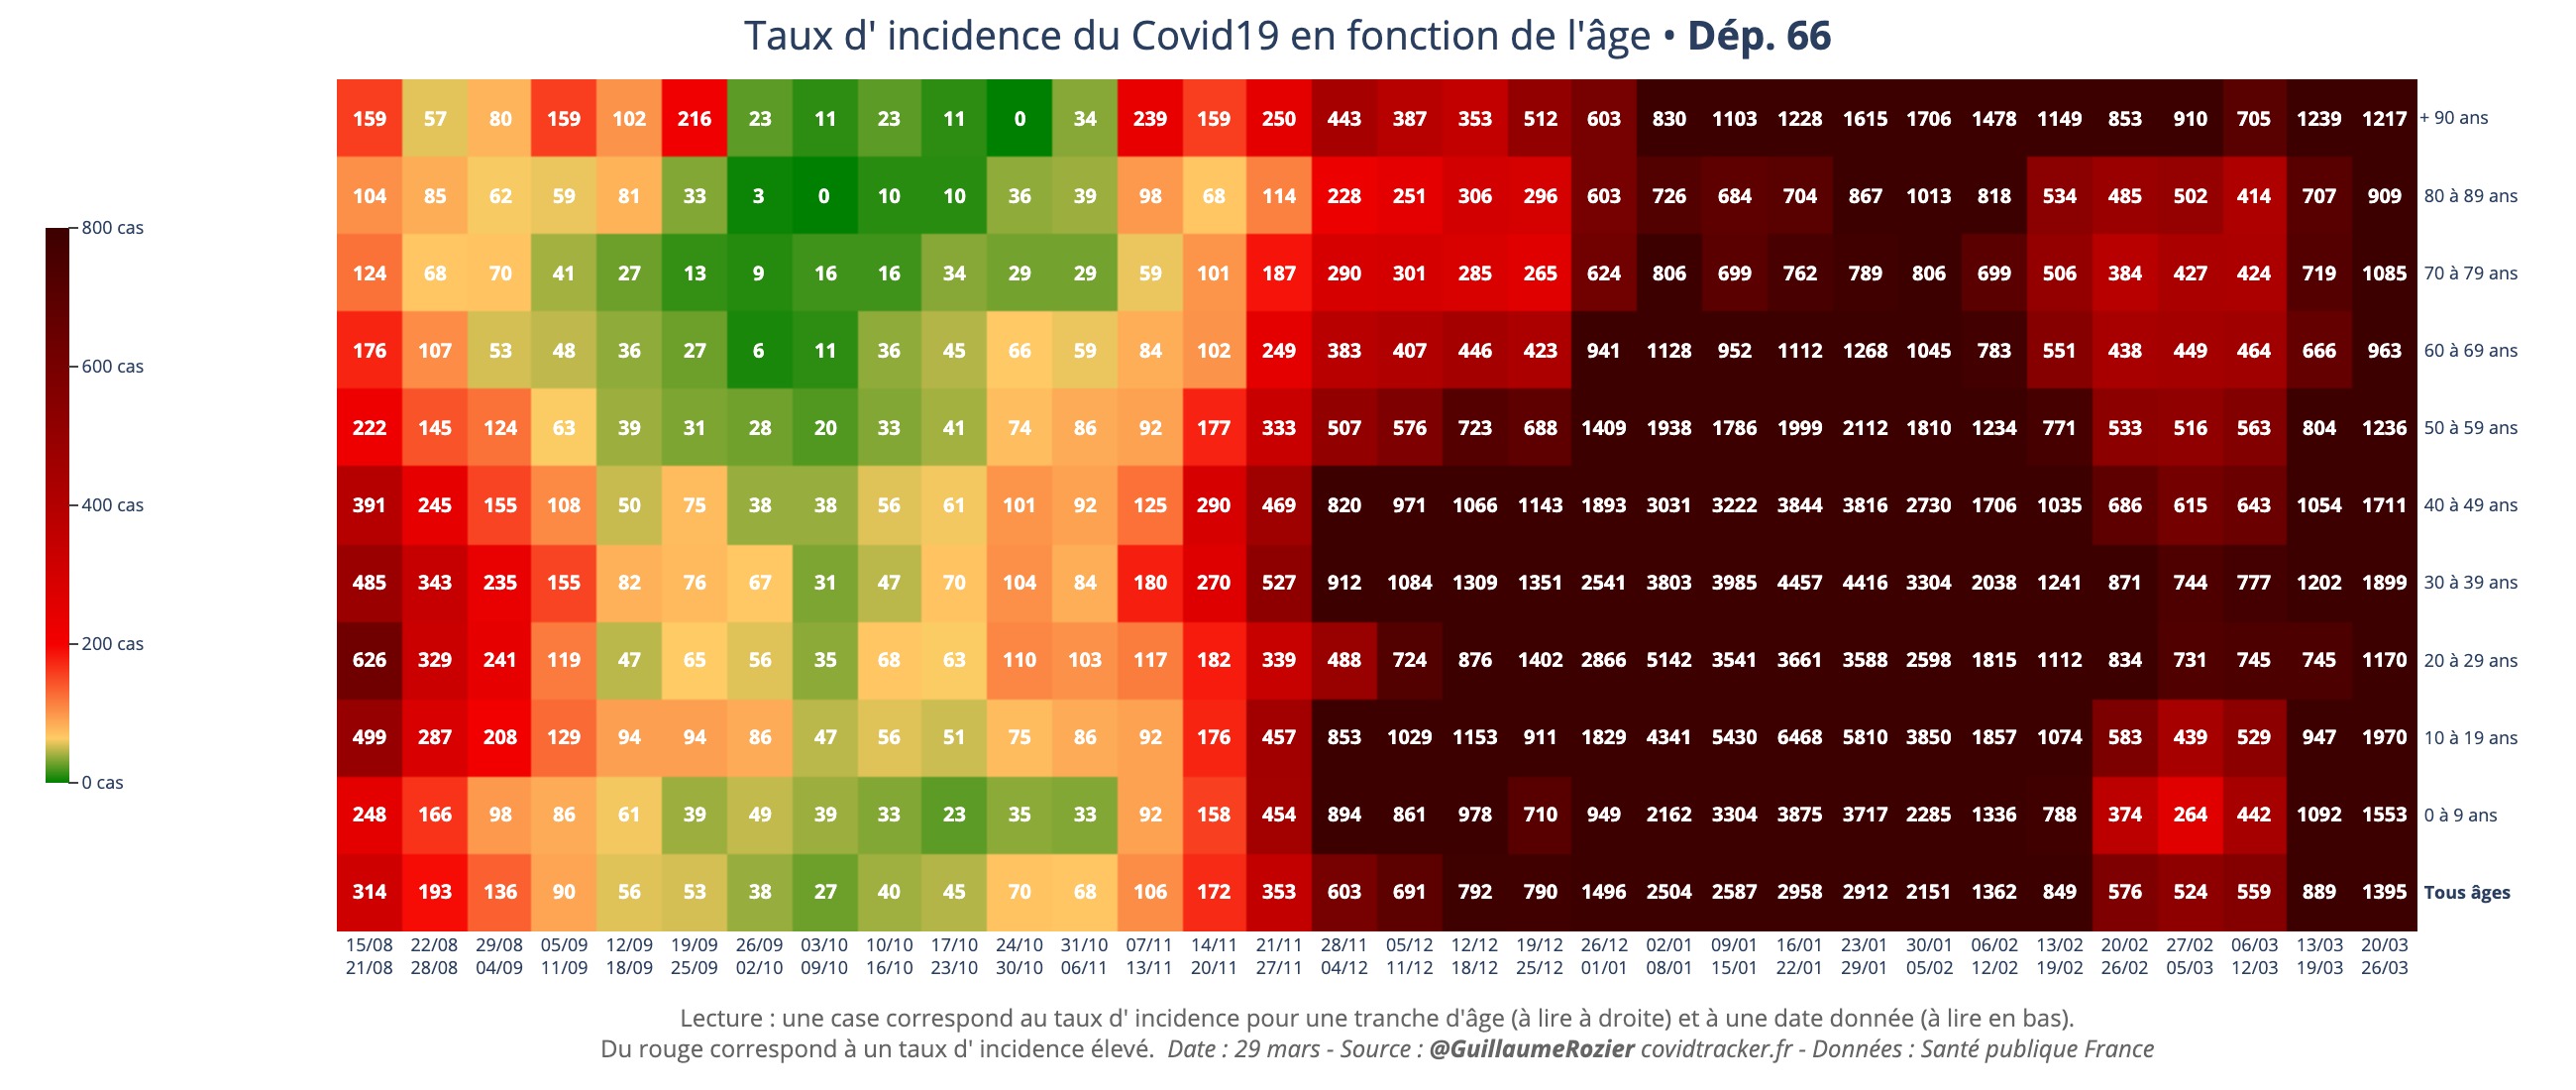 Taux d' incidence du Covid19 en fonction de l'âge • Dép. 66
159 57 80 159 102 216 23 11 23 11 0 34 239 159 250 443 387 353 512 603 830 1103 1228 1615 1706 1478 1149 853 910 705 1239 1217 + 90 ans
104 85 62 59 81 33 3 0 10 10 36 39 98 68 114 228 251 306 296 603 726 684 704 867 1013 818 534 485 502 414 707 909 80 à 89 ans
800 cas
124 68 70 41 27 13 9 16 16 34 29 29 59 101 187 290 301 285 265 624 806 699 762 789 806 699 506 384 427 424 719 1085 70 à 79 ans
176 107 53 48 36 27 6 11 36 45 66 59 84 102 249 383 407 446 423 941 1128 952 1112 1268 1045 783 551 438 449 464 666 963 60 à 69 ans
600 cas
222 145 124 63 39 31 28 20 33 41 74 86 92 177 333 507 576 723 688 1409 1938 1786 1999 2112 1810 1234 771 533 516 563 804 1236 50 à 59 ans
391 245 155 108 50 75 38 38 56 61 101 92 125 290 469 820 971 1066 1143 1893 3031 3222 3844 3816 2730 1706 1035 686 615 643 1054 1711 40 à 49 ans
400 cas
485 343 235 155 82 76 67 31 47 70 104 84 180 270 527 912 1084 1309 1351 2541 3803 3985 4457 4416 3304 2038 1241 871 744 777 1202 1899 30 à 39 ans
200 cas
626 329 241 119 47 65 56 35 68 63 110 103 117 182 339 488 724 876 1402 2866 5142 3541 3661 3588 2598 1815 1112 834 731 745 745 1170 20 à 29 ans
499 287 208 129 94 94 86 47 56 51 75 86 92 176 457 853 1029 1153 911 1829 4341 5430 6468 5810 3850 1857 1074 583 439 529 947 1970 10 à 19 ans
0 cas
248 166 98 86 61 39 49 39 33 23 35 33 92 158 454 894 861 978 710 949 2162 3304 3875 3717 2285 1336 788 374 264 442 1092 1553 0 à 9 ans
314 193 136 90 56 53 38 27 40 45 70 68 106 172 353 603 691 792 790 1496 2504 2587 2958 2912 2151 1362 849 576 524 559 889 1395 Tous âges
15/08 22/08 29/08 05/09 12/09 19/09 26/09 03/10 10/10 17/10 24/10 31/10 07/11 14/11 21/11 28/11 05/12 12/12 19/12 26/12 02/01 09/01 16/01 23/01 30/01 06/02 13/02 20/02 27/02 06/03 13/03 20/03
21/08 28/08 04/09 11/09 18/09 25/09 02/10 09/10 16/10 23/10 30/10 06/11 13/11 20/11 27/11 04/12 11/12 18/12 25/12 01/01 08/01 15/01 22/01 29/01 05/02 12/02 19/02 26/02 05/03 12/03 19/03 26/03
Lecture : une case correspond au taux d' incidence pour une tranche d'âge (à lire à droite) et à une date donnée (à lire en bas).
Du rouge correspond à un taux d' incidence élevé. Date : 29 mars - Source : @GuillaumeRozier covidtracker.fr - Données : Santé publique France